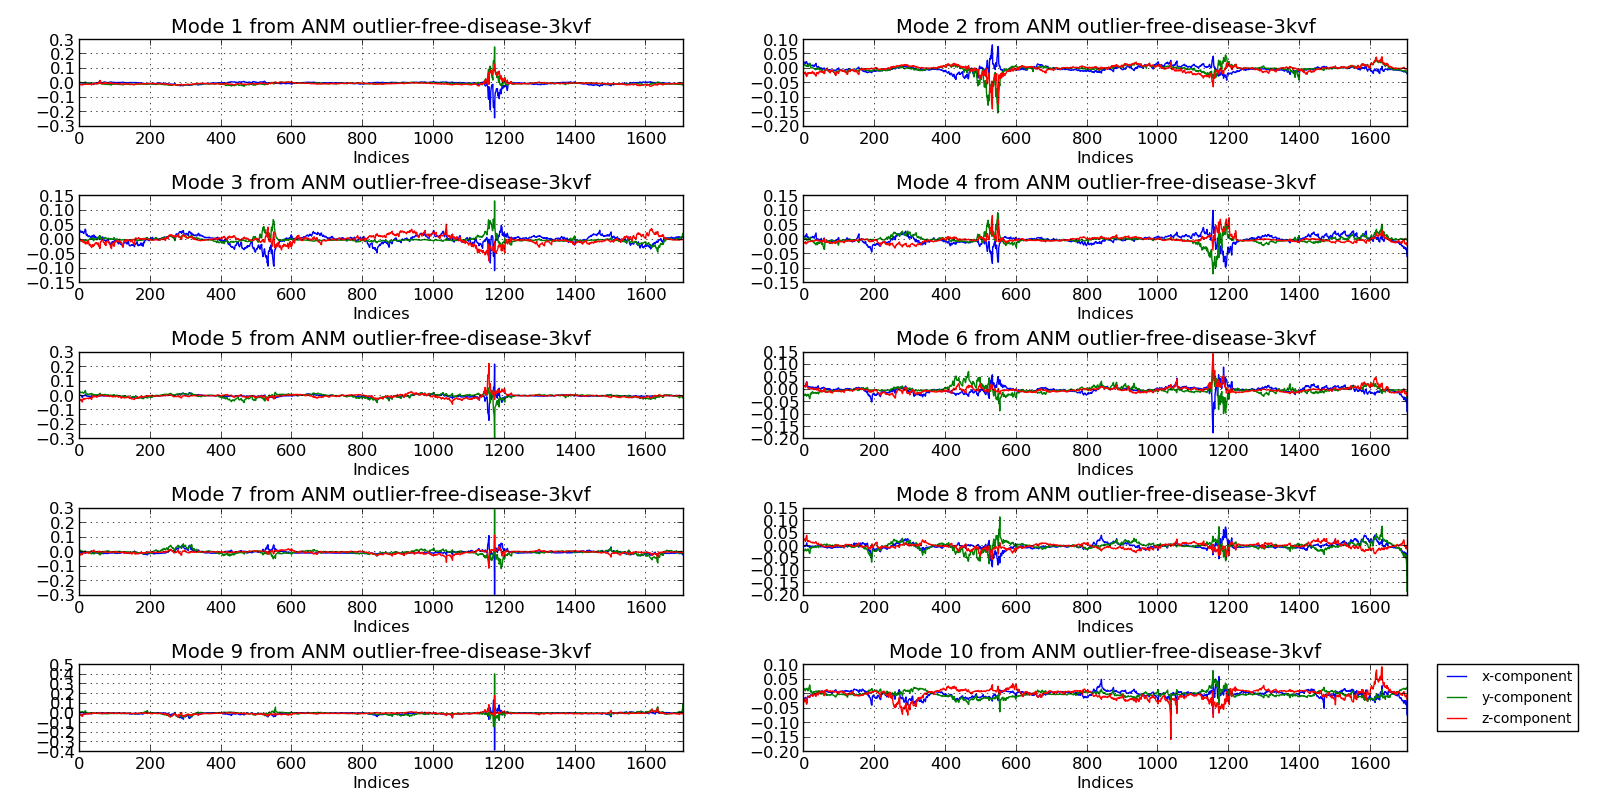 Mode 1 from ANM outlier-free-disease-3kvf
0.3
0.2
0.1
0.0
−0.1
−0.2
−0.3
0 200 400 600 800 1000 1200 1400 1600
Indices
Mode 2 from ANM outlier-free-disease-3kvf
0.10
0.05
0.00
−0.05
−0.10
−0.15
−0.20
0 200 400 600 800 1000 1200 1400 1600
Indices
Mode 3 from ANM outlier-free-disease-3kvf
0.15
0.10
0.05
0.00
−0.05
−0.10
−0.15
0 200 400 600 800 1000 1200 1400 1600
Indices
Mode 4 from ANM outlier-free-disease-3kvf
0.15
0.10
0.05
0.00
−0.05
−0.10
−0.15
0 200 400 600 800 1000 1200 1400 1600
Indices
Mode 5 from ANM outlier-free-disease-3kvf
0.3
0.2
0.1
0.0
−0.1
−0.2
−0.3
0 200 400 600 800 1000 1200 1400 1600
Indices
Mode 6 from ANM outlier-free-disease-3kvf
0.15
0.10
0.05
0.00
−0.05
−0.10
−0.15
−0.20
0 200 400 600 800 1000 1200 1400 1600
Indices
Mode 7 from ANM outlier-free-disease-3kvf
0.3
0.2
0.1
0.0
−0.1
−0.2
−0.3
0 200 400 600 800 1000 1200 1400 1600
Indices
Mode 8 from ANM outlier-free-disease-3kvf
0.15
0.10
0.05
0.00
−0.05
−0.10
−0.15
−0.20
0 200 400 600 800 1000 1200 1400 1600
Indices
Mode 9 from ANM outlier-free-disease-3kvf
0.5
0.4
0.3
0.2
0.1
0.0
−0.1
−0.2
−0.3
−0.4
0 200 400 600 800 1000 1200 1400 1600
Indices
Mode 10 from ANM outlier-free-disease-3kvf
0.10
0.05
0.00
−0.05
−0.10
−0.15
−0.20
0 200 400 600 800 1000 1200 1400 1600
Indices
x-component
y-component
z-component